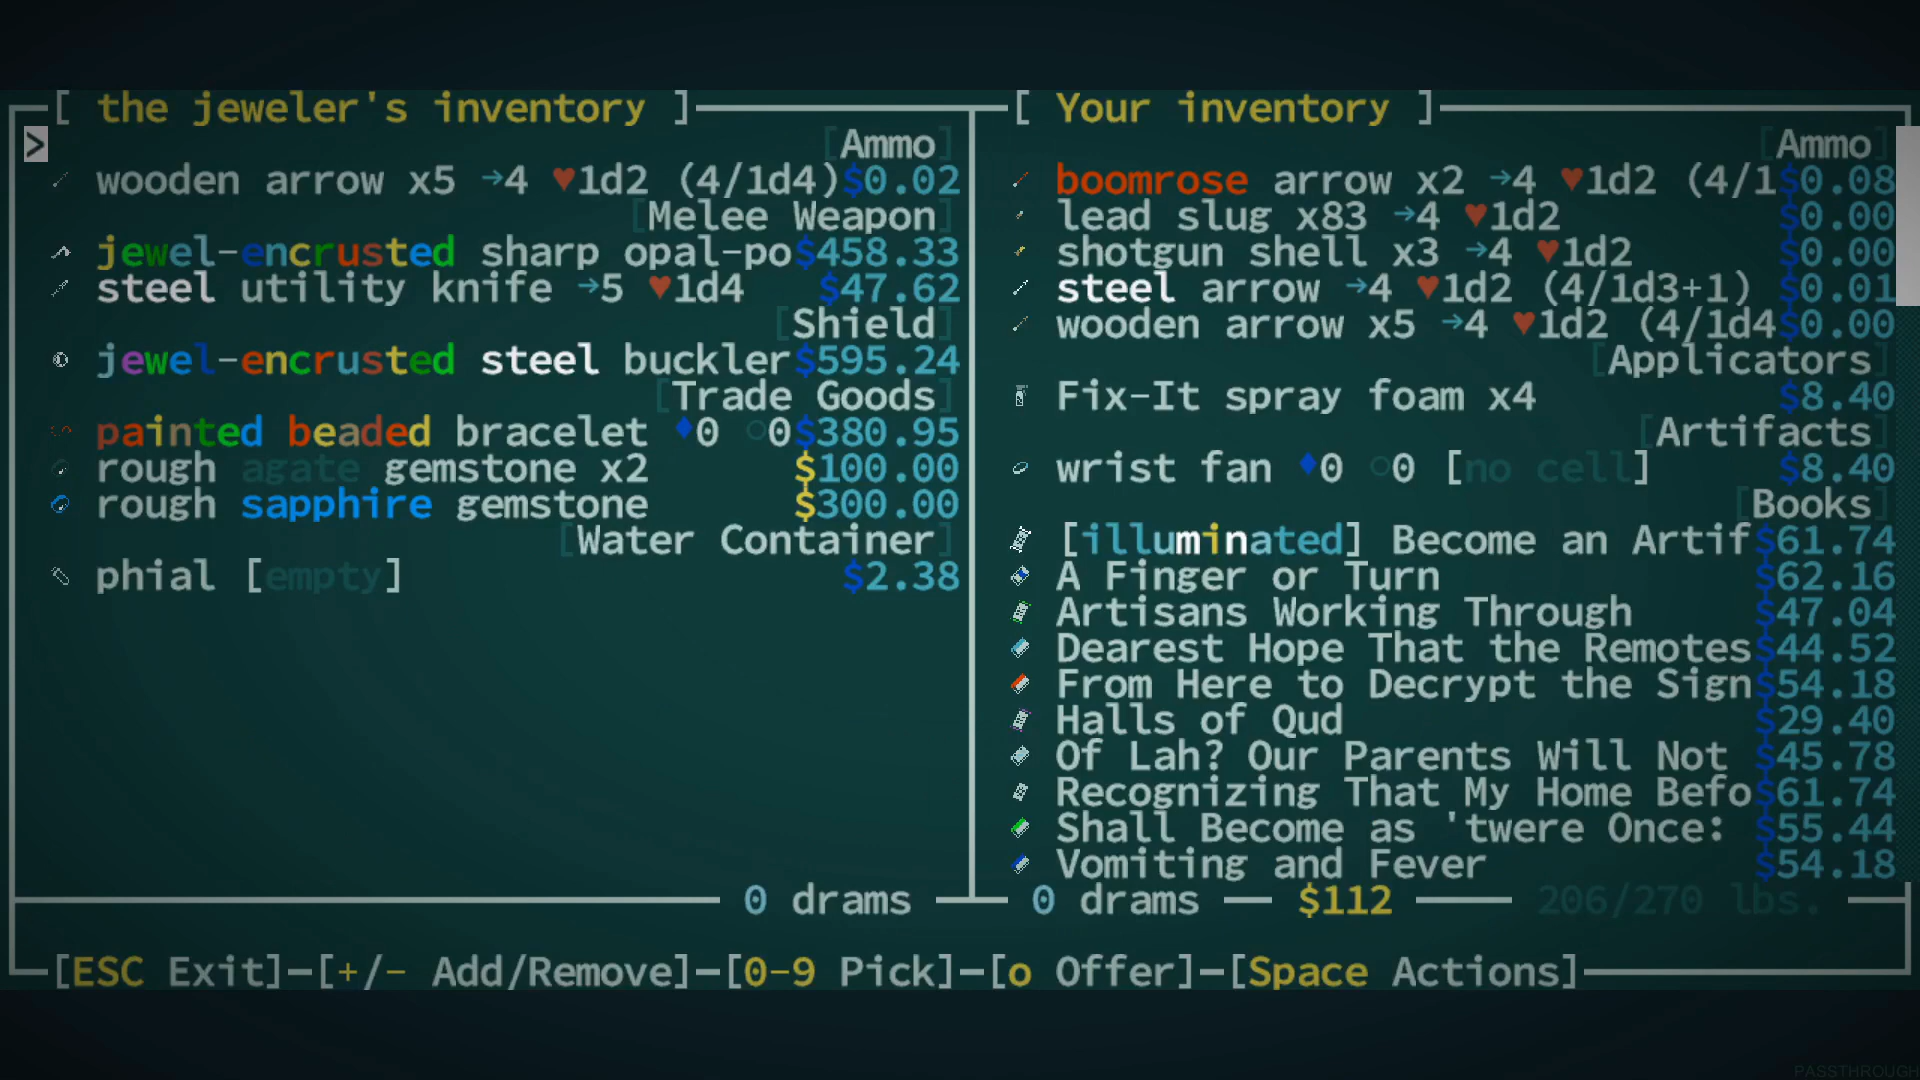 [ the jeweler's inventory ]
>
[Ammo]
wooden arrow x5 →4 ♥1d2 (4/1d4) $0.02
[Melee Weapon]
jewel-encrusted sharp opal-po $458.33
steel utility knife →5 ♥1d4 $47.62
[Shield]
jewel-encrusted steel buckler $595.24
[Trade Goods]
painted beaded bracelet ♦0 ○0 $380.95
rough agate gemstone x2 $100.00
rough sapphire gemstone $300.00
[Water Container]
phial [empty] $2.38
0 drams
[ Your inventory ]
[Ammo]
boomrose arrow x2 →4 ♥1d2 (4/1 $0.08
lead slug x83 →4 ♥1d2 $0.00
shotgun shell x3 →4 ♥1d2 $0.00
steel arrow →4 ♥1d2 (4/1d3+1) $0.01
wooden arrow x5 →4 ♥1d2 (4/1d4 $0.00
[Applicators]
Fix-It spray foam x4 $8.40
[Artifacts]
wrist fan ♦0 ○0 [no cell] $8.40
[Books]
[illuminated] Become an Artif $61.74
A Finger or Turn $62.16
Artisans Working Through $47.04
Dearest Hope That the Remotes $44.52
From Here to Decrypt the Sign $54.18
Halls of Qud $29.40
Of Lah? Our Parents Will Not $45.78
Recognizing That My Home Befo $61.74
Shall Become as 'twere Once: $55.44
Vomiting and Fever $54.18
0 drams $112 206/270 lbs.
[ESC Exit]-[+/- Add/Remove]-[0-9 Pick]-[o Offer]-[Space Actions]
PASSTHROUGH